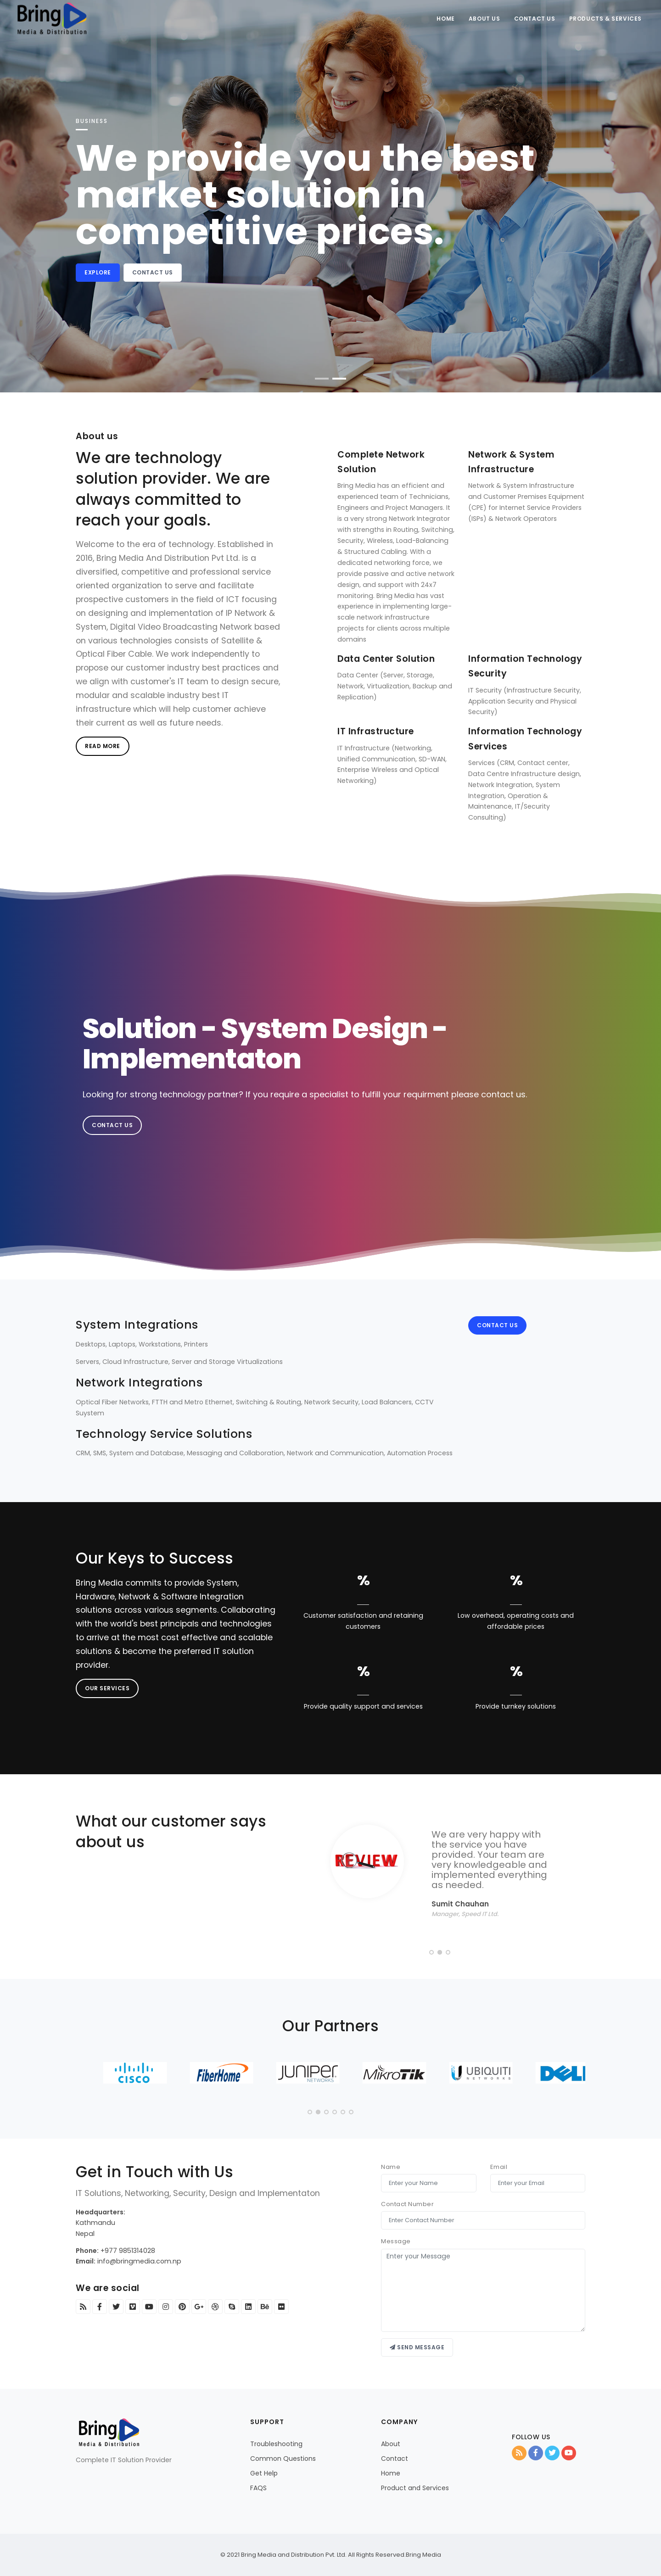 Bring
Media & Distribution
HOME ABOUT US CONTACT US PRODUCTS & SERVICES
BUSINESS
We provide you the best
market solution in
competitive prices.
EXPLORE CONTACT US
About us
We are technology
solution provider. We are
always committed to
reach your goals.
Welcome to the era of technology. Established in
2016, Bring Media And Distribution Pvt Ltd. is a
diversified, competitive and professional service
oriented organization to serve and facilitate
prospective customers in the field of ICT focusing
on designing and implementation of IP Network &
System, Digital Video Broadcasting Network based
on various technologies consists of Satellite &
Optical Fiber Cable. We work independently to
propose our customer industry best practices and
we align with customer's IT team to design secure,
modular and scalable industry best IT
infrastructure which will help customer achieve
their current as well as future needs.
READ MORE
Complete Network
Solution
Bring Media has an efficient and
experienced team of Technicians,
Engineers and Project Managers. It
is a very strong Network Integrator
with strengths in Routing, Switching,
Security, Wireless, Load-Balancing
& Structured Cabling. With a
dedicated networking force, we
provide passive and active network
design, and support with 24x7
monitoring. Bring Media has vast
experience in implementing large-
scale network infrastructure
projects for clients across multiple
domains
Network & System
Infrastructure
Network & System Infrastructure
and Customer Premises Equipment
(CPE) for Internet Service Providers
(ISPs) & Network Operators
Data Center Solution
Data Center (Server, Storage,
Network, Virtualization, Backup and
Replication)
Information Technology
Security
IT Security (Infrastructure Security,
Application Security and Physical
Security)
IT Infrastructure
IT Infrastructure (Networking,
Unified Communication, SD-WAN,
Enterprise Wireless and Optical
Networking)
Information Technology
Services
Services (CRM, Contact center,
Data Centre Infrastructure design,
Network Integration, System
Integration, Operation &
Maintenance, IT/Security
Consulting)
Solution - System Design -
Implementaton
Looking for strong technology partner? If you require a specialist to fulfill your requirment please contact us.
CONTACT US
System Integrations
Desktops, Laptops, Workstations, Printers
Servers, Cloud Infrastructure, Server and Storage Virtualizations
Network Integrations
Optical Fiber Networks, FTTH and Metro Ethernet, Switching & Routing, Network Security, Load Balancers, CCTV
Suystem
Technology Service Solutions
CRM, SMS, System and Database, Messaging and Collaboration, Network and Communication, Automation Process
CONTACT US
Our Keys to Success
Bring Media commits to provide System,
Hardware, Network & Software Integration
solutions across various segments. Collaborating
with the world's best principals and technologies
to arrive at the most cost effective and scalable
solutions & become the preferred IT solution
provider.
OUR SERVICES
%
Customer satisfaction and retaining
customers
%
Low overhead, operating costs and
affordable prices
%
Provide quality support and services
%
Provide turnkey solutions
What our customer says
about us
REVIEW
We are very happy with
the service you have
provided. Your team are
very knowledgeable and
implemented everything
as needed.
Sumit Chauhan
Manager, Speed IT Ltd.
Our Partners
CISCO
FiberHome
JUNIPER
NETWORKS
MikroTik
UBIQUITI
NETWORKS
DELL
Get in Touch with Us
IT Solutions, Networking, Security, Design and Implementaton
Headquarters:
Kathmandu
Nepal
Phone: +977 9851314028
Email: info@bringmedia.com.np
We are social
G+
Bē
Name
Enter your Name
Email
Enter your Email
Contact Number
Enter Contact Number
Message
Enter your Message
SEND MESSAGE
Bring
Media & Distribution
Complete IT Solution Provider
SUPPORT
Troubleshooting
Common Questions
Get Help
FAQS
COMPANY
About
Contact
Home
Product and Services
FOLLOW US
© 2021 Bring Media and Distribution Pvt. Ltd. All Rights Reserved.Bring Media